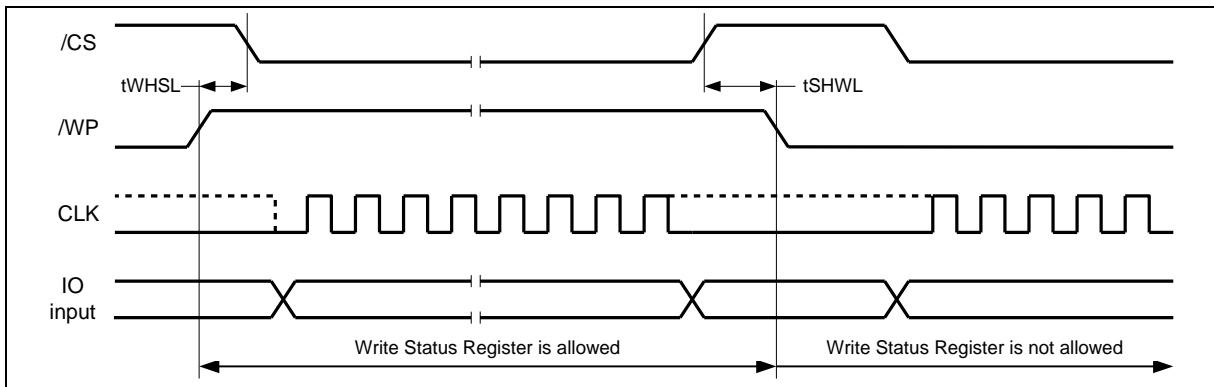 /CS
tWHSL
tSHWL
/WP
CLK
IO
input
Write Status Register is allowed
Write Status Register is not allowed